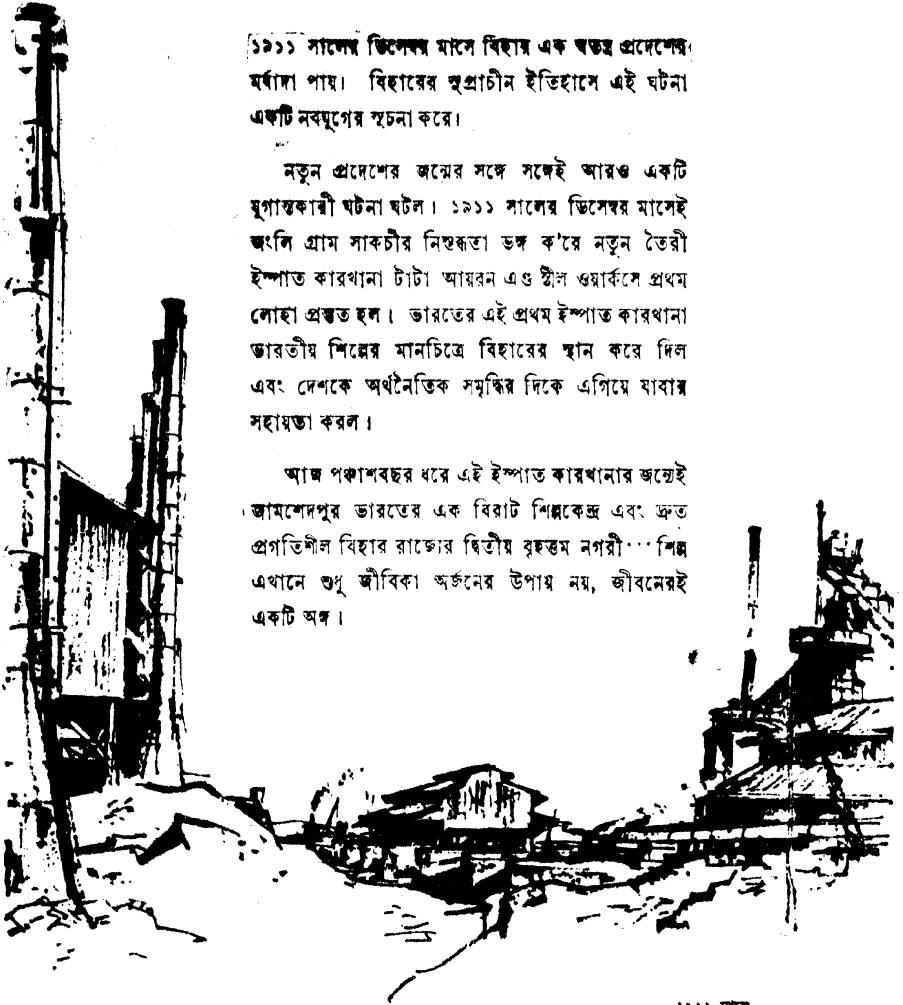 ১৯১১ সালের ডিসেম্বর মাসে বিহার এক স্বতন্ত্র প্রদেশের
মর্যাদা পায়। বিহারের সুপ্রাচীন ইতিহাসে এই ঘটনা
একটি নবযুগের সূচনা করে।
নতুন প্রদেশের জন্মের সঙ্গে সঙ্গেই আরও একটি
যুগান্তকারী ঘটনা ঘটল। ১৯১১ সালের ডিসেম্বর মাসেই
জংলি গ্রাম সাকচীর নিশুব্ধতা ভঙ্গ ক'রে নতুন তৈরী
ইস্পাত কারখানা টাটা আয়রন এণ্ড স্টীল ওয়ার্কসে প্রথম
লোহা প্রস্তুত হল। ভারতের এই প্রথম ইস্পাত কারখানা
ভারতীয় শিল্পের মানচিত্রে বিহারের স্থান করে দিল
এবং দেশকে অর্থনৈতিক সমৃদ্ধির দিকে এগিয়ে যাবার
সহায়তা করল।
আজ পঞ্চাশবছর ধরে এই ইস্পাত কারখানার জন্যেই
জামশেদপুর ভারতের এক বিরাট শিল্পকেন্দ্র এবং দ্রুত
প্রগতিশীল বিহার রাজ্যের দ্বিতীয় বৃহত্তম নগরী··· শিল্প
এখানে শুধু জীবিকা অর্জনের উপায় নয়, জীবনেরই
একটি অঙ্গ।